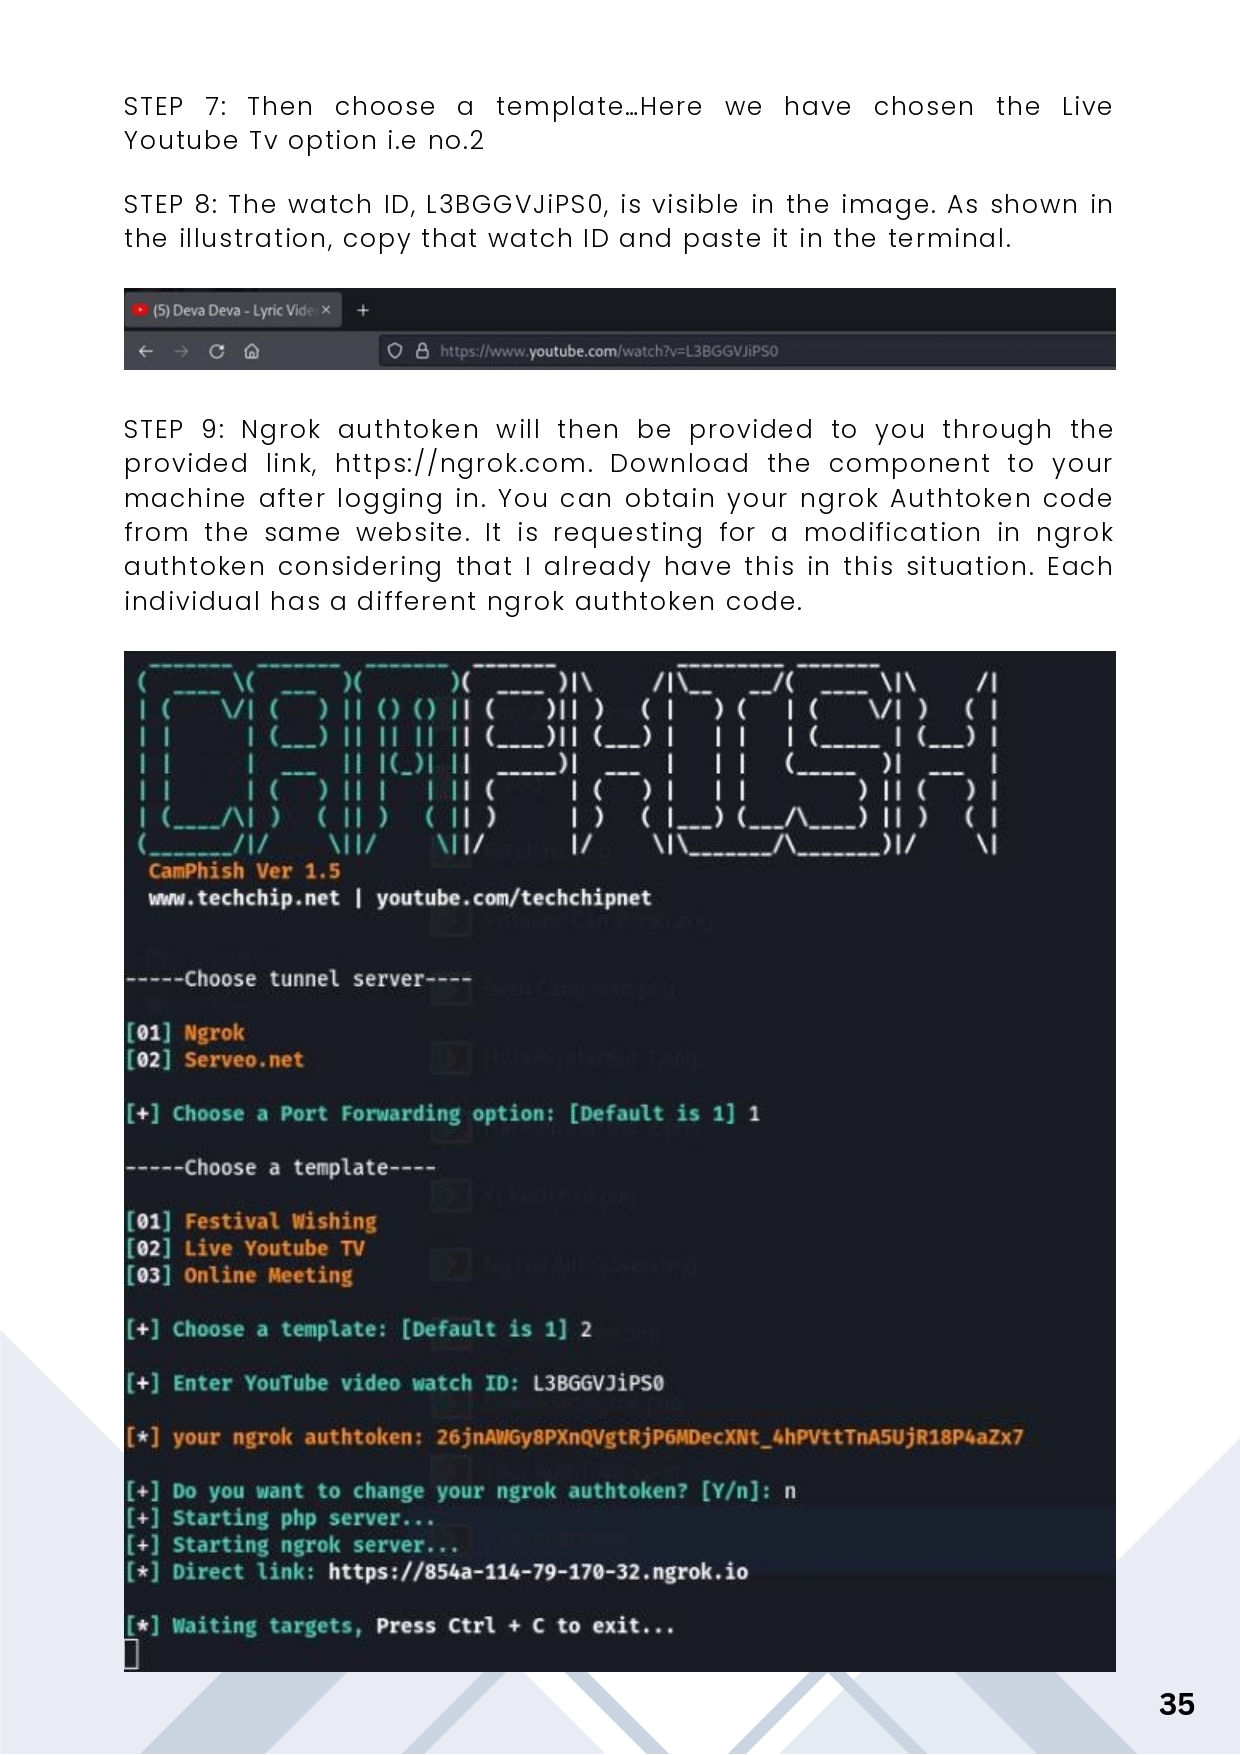 STEP 7: Then choose a template...Here we have chosen the Live
Youtube Tv option i.e no.2
STEP 8: The watch ID, L3BGGVJiPS0, is visible in the image. As shown in
the illustration, copy that watch ID and paste it in the terminal.
(5) Deva Deva - Lyric Vide
https://www.youtube.com/watch?v=L3BGGVJiPS0
STEP 9: Ngrok authtoken will then be provided to you through the
provided link, https://ngrok.com. Download the component to your
machine after logging in. You can obtain your ngrok Authtoken code
from the same website. It is requesting for a modification in ngrok
authtoken considering that I already have this in this situation. Each
individual has a different ngrok authtoken code.
CAMPHISH
CamPhish Ver 1.5
www.techchip.net | youtube.com/techchipnet
-----Choose tunnel server----
[01] Ngrok
[02] Serveo.net
[+] Choose a Port Forwarding option: [Default is 1] 1
-----Choose a template----
[01] Festival Wishing
[02] Live Youtube TV
[03] Online Meeting
[+] Choose a template: [Default is 1] 2
[+] Enter YouTube video watch ID: L3BGGVJiPS0
[*] your ngrok authtoken: 26jnAWGy8PXnQVgtRjP6MDecXNt_4hPVttTnA5UjR18P4aZx7
[+] Do you want to change your ngrok authtoken? [Y/n]: n
[+] Starting php server...
[+] Starting ngrok server...
[*] Direct link: https://854a-114-79-170-32.ngrok.io
[*] Waiting targets, Press Ctrl + C to exit...
35